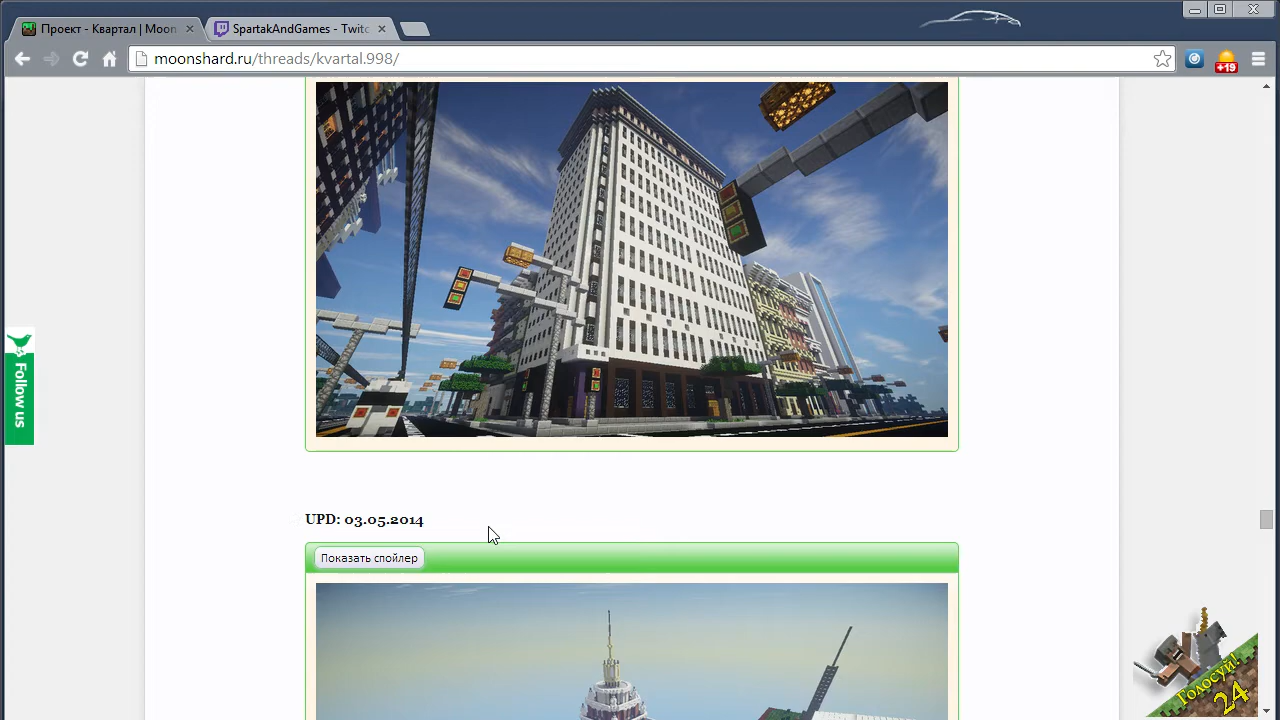 Проект - Квартал | Moon
SpartakAndGames - Twitc
moonshard.ru/threads/kvartal.998/
+19
Follow us
UPD: 03.05.2014
Показать спойлер
Голосуй!
24